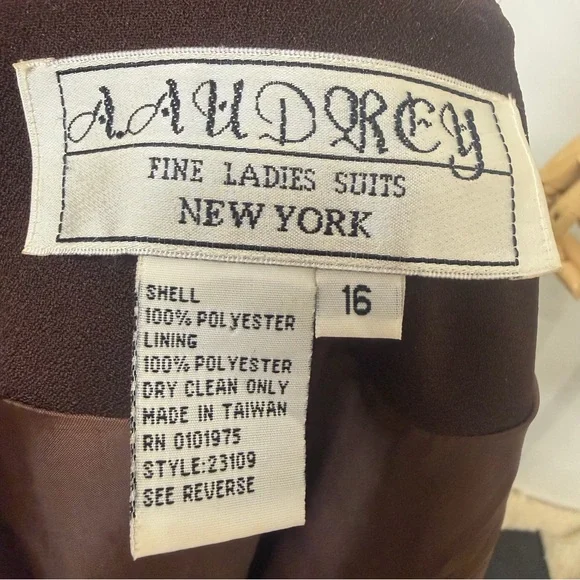 A.AUDREY
FINE LADIES SUITS
NEW YORK
16
SHELL
100% POLYESTER
LINING
100% POLYESTER
DRY CLEAN ONLY
MADE IN TAIWAN
RN 0101975
STYLE:23109
SEE REVERSE